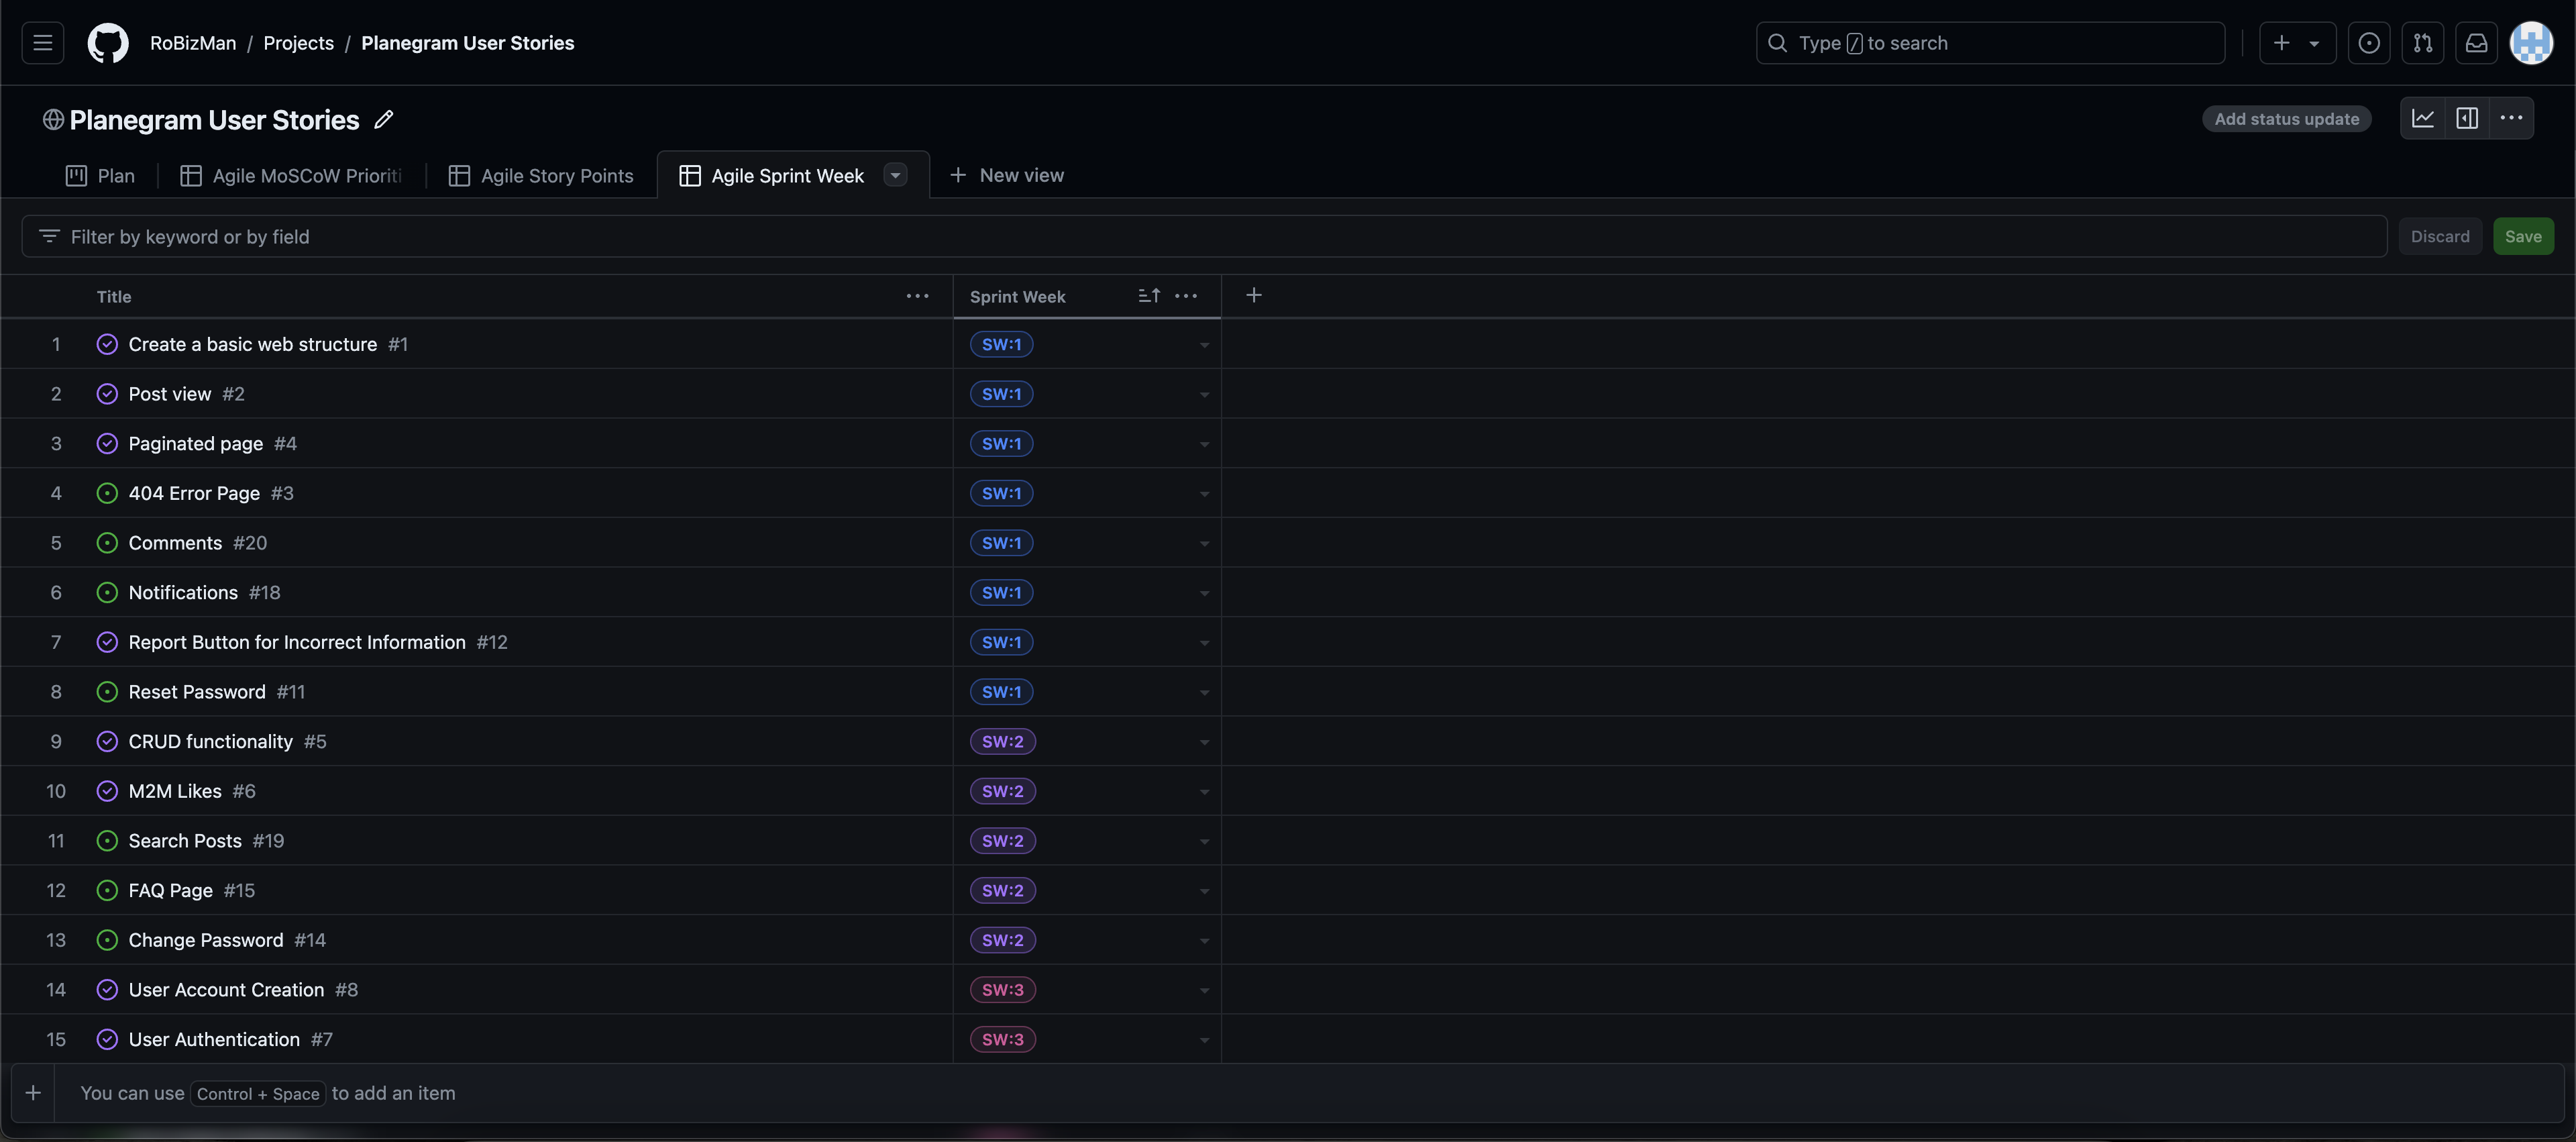 RoBizMan / Projects / Planegram User Stories
Type / to search
Planegram User Stories
Add status update
Plan
Agile MoSCoW Prioriti
Agile Story Points
Agile Sprint Week
New view
Filter by keyword or by field
Discard
Save
Title
Sprint Week
1 Create a basic web structure #1 SW:1
2 Post view #2 SW:1
3 Paginated page #4 SW:1
4 404 Error Page #3 SW:1
5 Comments #20 SW:1
6 Notifications #18 SW:1
7 Report Button for Incorrect Information #12 SW:1
8 Reset Password #11 SW:1
9 CRUD functionality #5 SW:2
10 M2M Likes #6 SW:2
11 Search Posts #19 SW:2
12 FAQ Page #15 SW:2
13 Change Password #14 SW:2
14 User Account Creation #8 SW:3
15 User Authentication #7 SW:3
You can use Control + Space to add an item